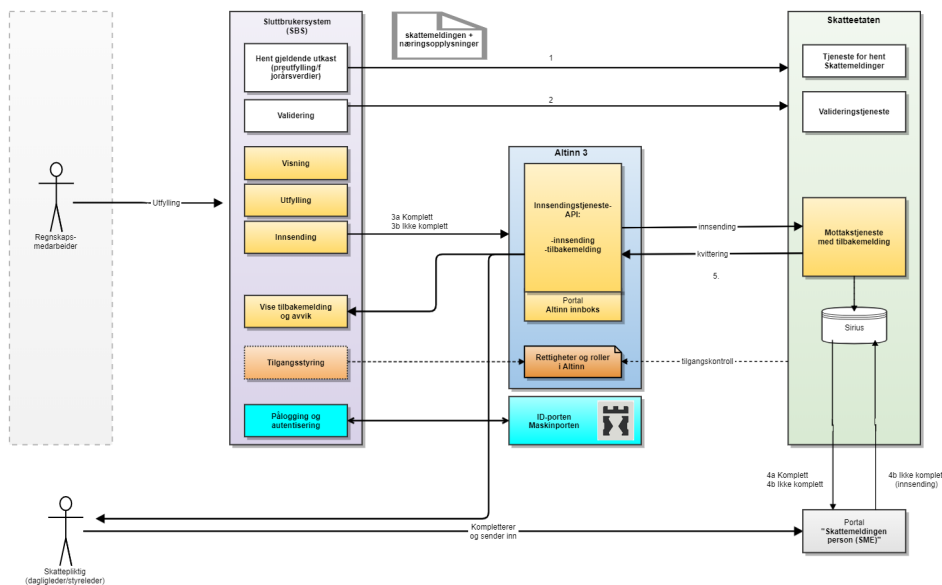 Sluttbrukersystem
(SBS)
skattemeldingen +
næringsopplysninger
Skatteetaten
Hent gjeldende utkast
(preutfylling/f
jorårsverdier)
1
Tjeneste for hent
Skattemeldinger
Validering
2
Valideringstjeneste
Altinn 3
Visning
Utfylling
Innsending
Regnskaps-
medarbeider
Utfylling
3a Komplett
3b Ikke komplett
Innsendingstjeneste-
API:
-innsending
-tilbakemelding
innsending
kvittering
5.
Mottakstjeneste
med tilbakemelding
Portal
Altinn innboks
Vise tilbakemelding
og avvik
Sirius
Tilgangsstyring
Rettigheter og roller
i Altinn
tilgangskontroll
Pålogging og
autentisering
ID-porten
Maskinporten
4a Komplett
4b Ikke komplett
4b Ikke komplet
(innsending)
Skattepliktig
(dagligleder/styreleder)
Kompletterer
og sender inn
Portal
"Skattemeldingen
person (SME)"